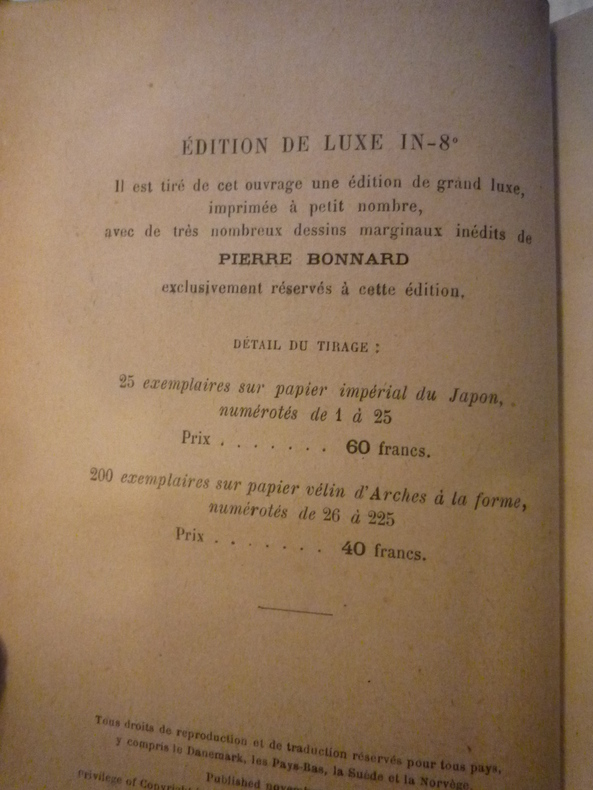 ÉDITION DE LUXE IN-8°
Il est tiré de cet ouvrage une édition de grand luxe,
imprimée à petit nombre,
avec de très nombreux dessins marginaux inédits de
PIERRE BONNARD
exclusivement réservés à cette édition.
DÉTAIL DU TIRAGE :
25 exemplaires sur papier impérial du Japon,
numérotés de 1 à 25
Prix . . . . . . . 60 francs.
200 exemplaires sur papier vélin d'Arches à la forme,
numérotés de 26 à 225
Prix . . . . . . . 40 francs.
Tous droits de reproduction et de traduction réservés pour tous pays,
y compris le Danemark, les Pays-Bas, la Suède et la Norvège.
Privilege of Copyright
Published